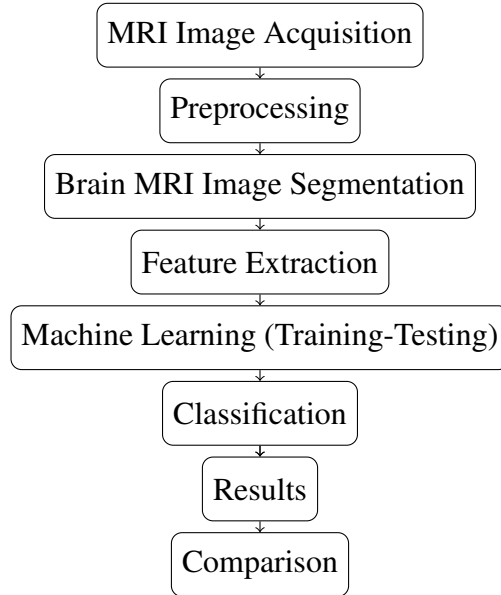 MRI Image Acquisition
Preprocessing
Brain MRI Image Segmentation
Feature Extraction
Machine Learning (Training-Testing)
Classification
Results
Comparison